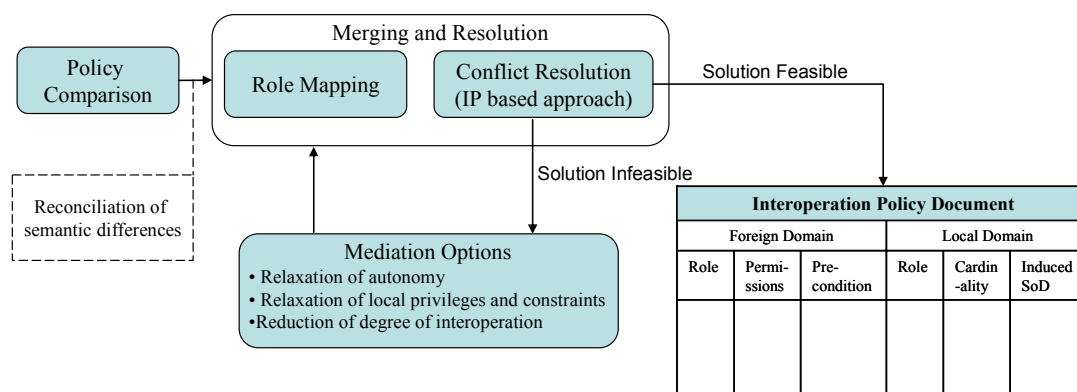 Merging and Resolution
Policy
Comparison
Role Mapping
Conflict Resolution
(IP based approach)
Solution Feasible
Solution Infeasible
Reconciliation of
semantic differences
Mediation Options
• Relaxation of autonomy
• Relaxation of local privileges and constraints
•Reduction of degree of interoperation
Interoperation Policy Document
Foreign Domain
Local Domain
Role
Permi-
ssions
Pre-
condition
Role
Cardin
-ality
Induced
SoD